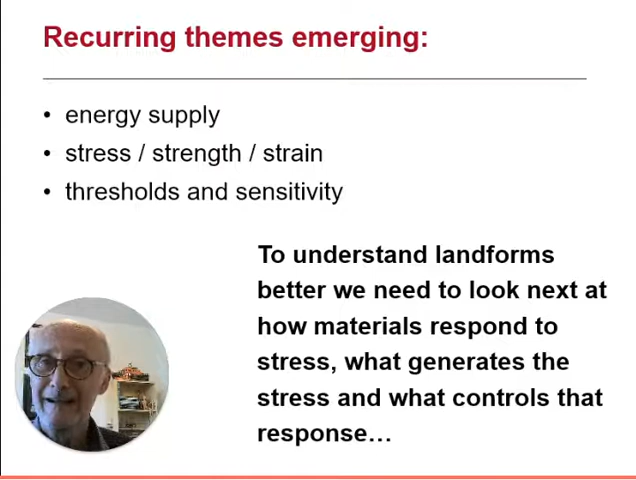 Recurring themes emerging:
• energy supply
• stress / strength / strain
• thresholds and sensitivity
To understand landforms
better we need to look next at
how materials respond to
stress, what generates the
stress and what controls that
response…